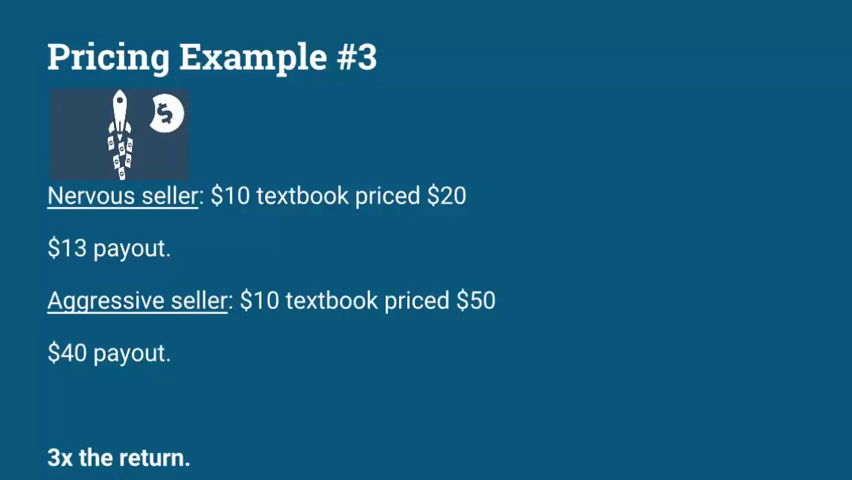 Pricing Example #3
$
Nervous seller: $10 textbook priced $20
$13 payout.
Aggressive seller: $10 textbook priced $50
$40 payout.
3x the return.